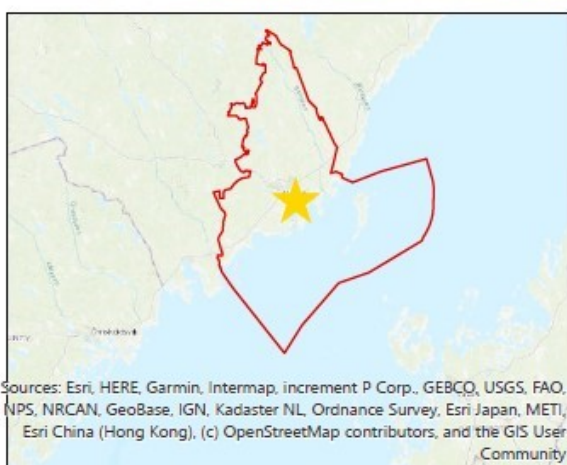 Örnsköldsvik
Sources: Esri, HERE, Garmin, Intermap, increment P Corp., GEBCO, USGS, FAO,
NPS, NRCAN, GeoBase, IGN, Kadaster NL, Ordnance Survey, Esri Japan, METI,
Esri China (Hong Kong), (c) OpenStreetMap contributors, and the GIS User
Community